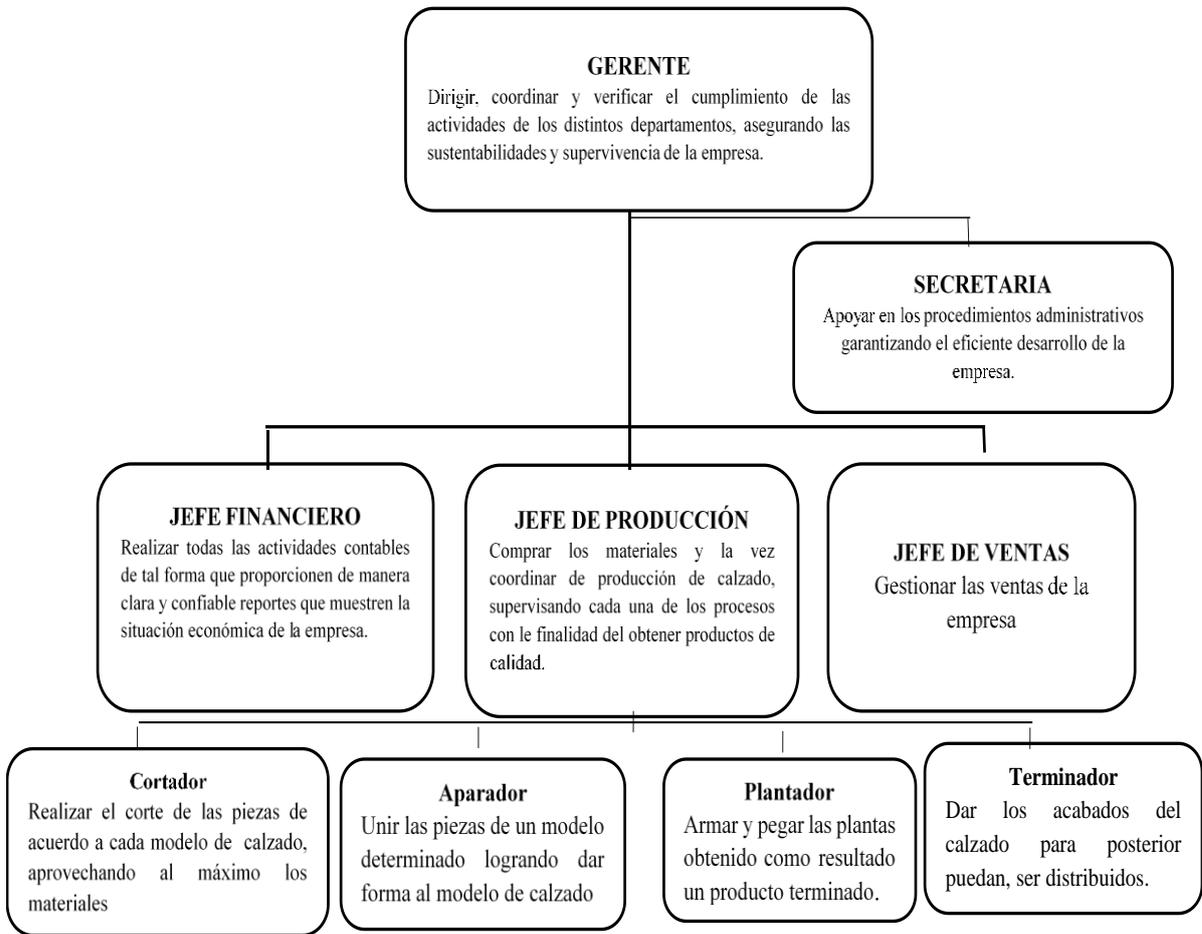 GERENTE
Dirigir, coordinar y verificar el cumplimiento de las
actividades de los distintos departamentos, asegurando las
sustentabilidades y supervivencia de la empresa.
SECRETARIA
Apoyar en los procedimientos administrativos
garantizando el eficiente desarrollo de la
empresa.
JEFE FINANCIERO
Realizar todas las actividades contables
de tal forma que proporcionen de manera
clara y confiable reportes que muestren la
situación económica de la empresa.
JEFE DE PRODUCCIÓN
Comprar los materiales y la vez
coordinar de producción de calzado,
supervisando cada una de los procesos
con le finalidad del obtener productos de
calidad.
JEFE DE VENTAS
Gestionar las ventas de la
empresa
Cortador
Realizar el corte de las piezas de
acuerdo a cada modelo de calzado,
aprovechando al máximo los
materiales
Aparador
Unir las piezas de un modelo
determinado logrando dar
forma al modelo de calzado
Plantador
Armar y pegar las plantas
obtenido como resultado
un producto terminado.
Terminador
Dar los acabados del
calzado para posterior
puedan, ser distribuidos.